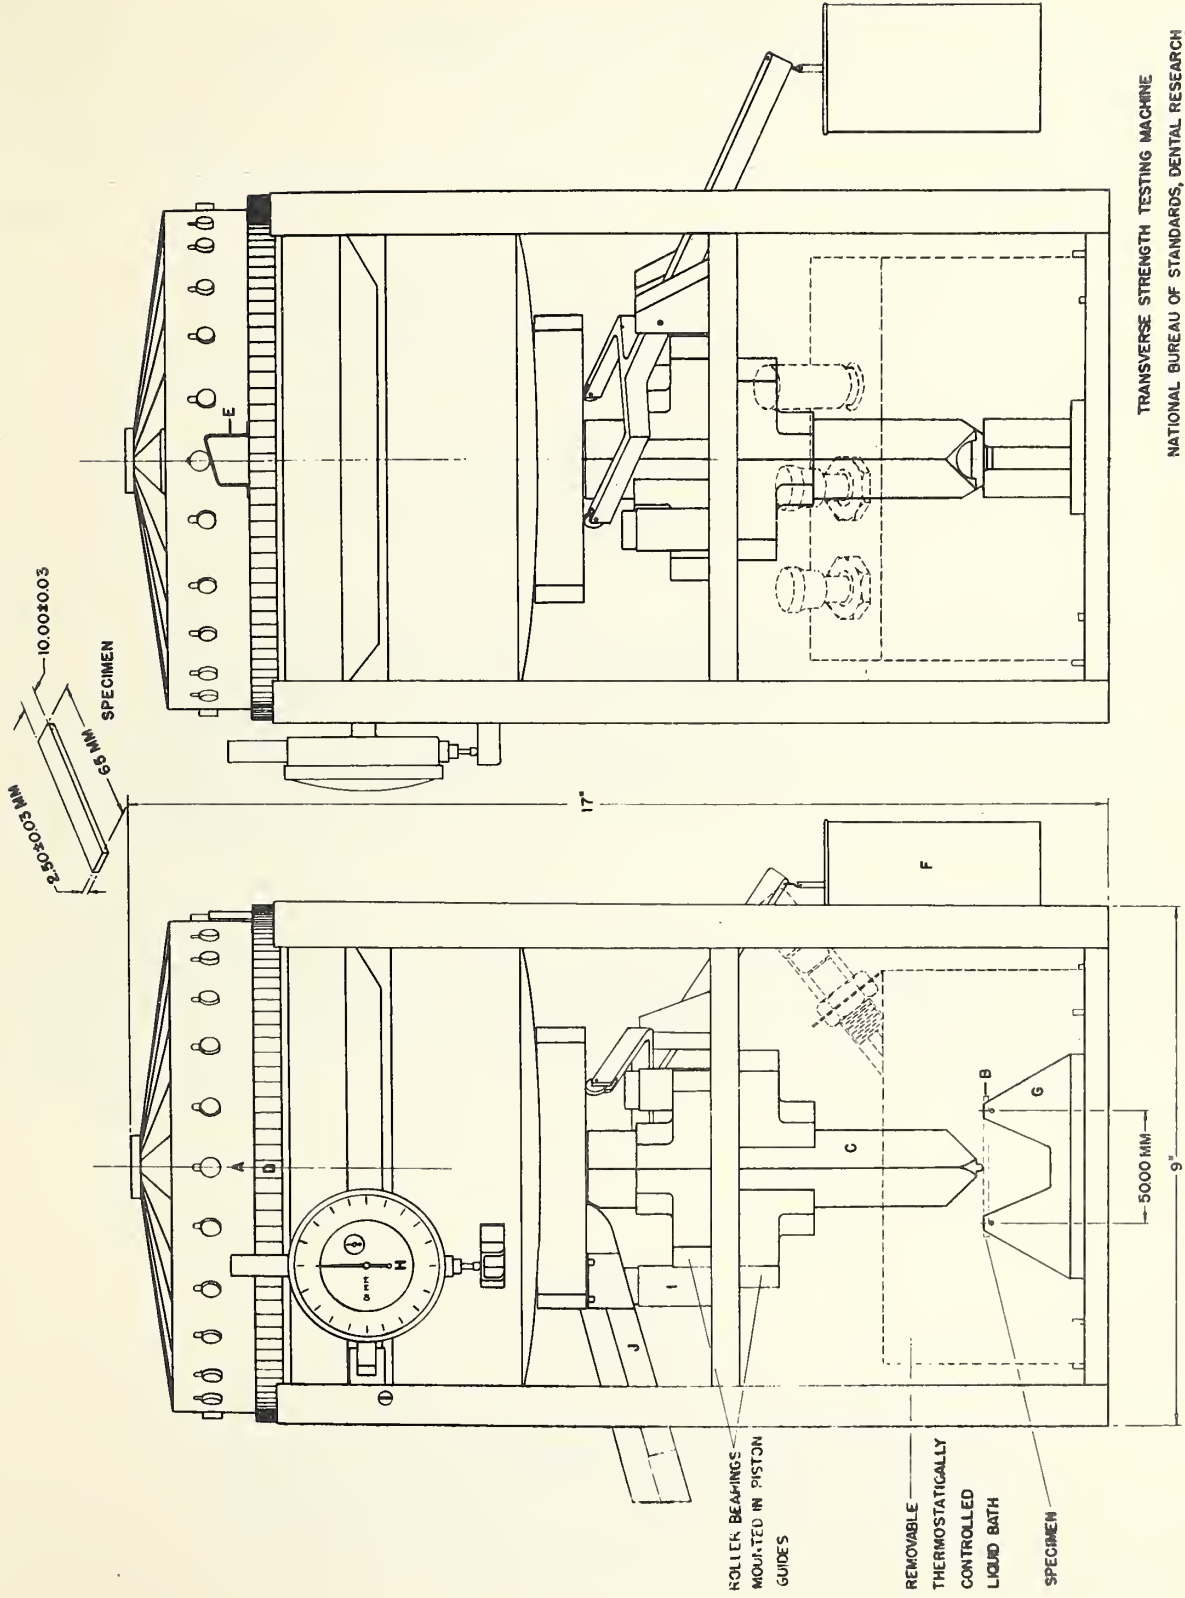 2.50±0.03 MM
10.00±0.03
65 MM
SPECIMEN
E
17"
A
D
H
.01 MM
F
C
B
G
I
J
50.00 MM
9"
ROLLER BEARINGS
MOUNTED IN PISTON
GUIDES
REMOVABLE
THERMOSTATICALLY
CONTROLLED
LIQUID BATH
SPECIMEN
TRANSVERSE STRENGTH TESTING MACHINE
NATIONAL BUREAU OF STANDARDS, DENTAL RESEARCH